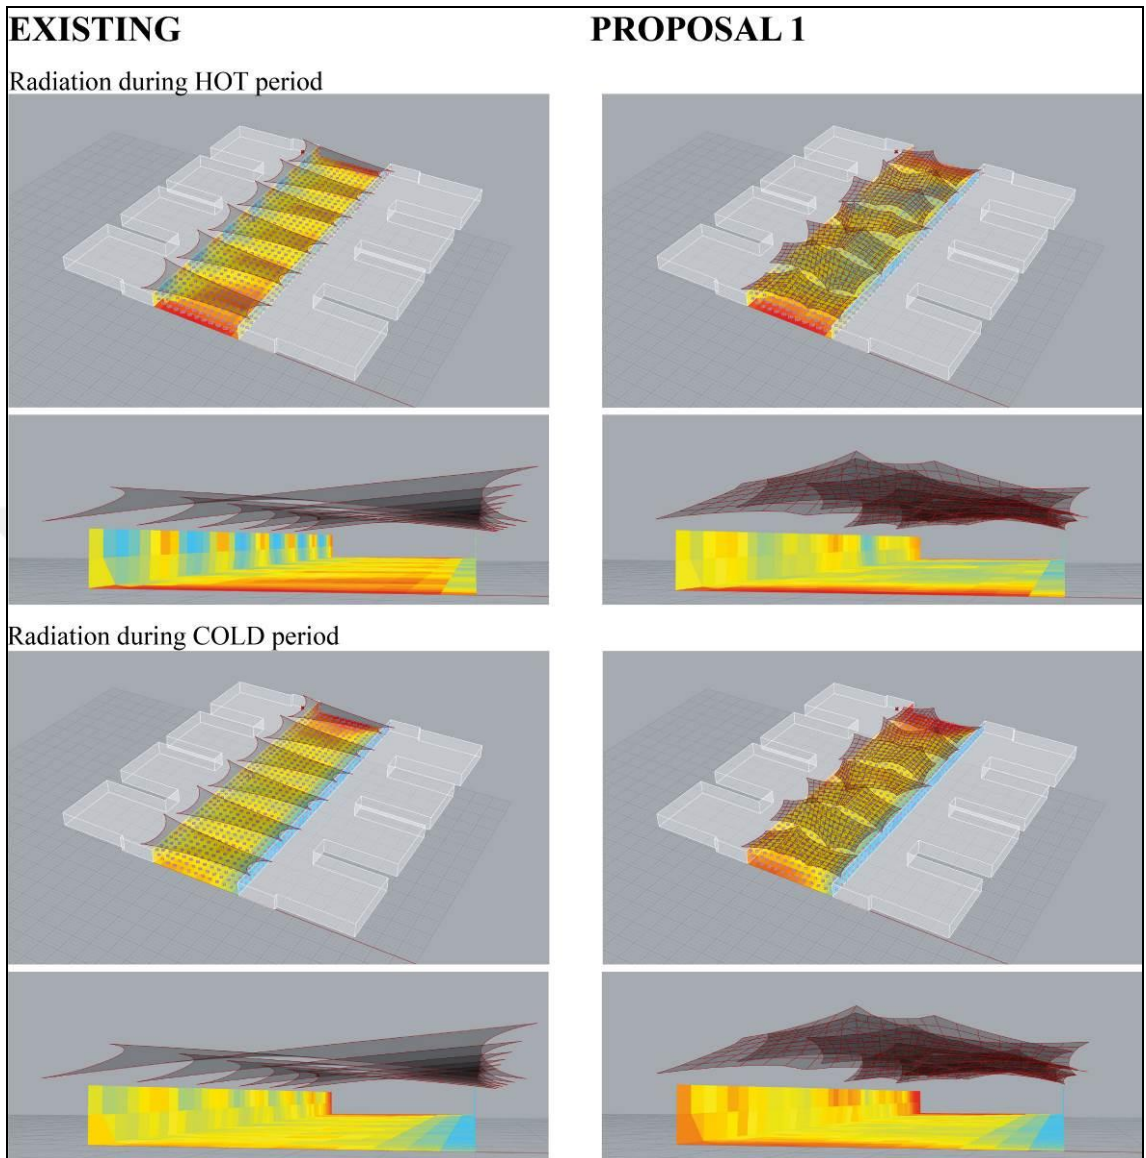 EXISTING
PROPOSAL 1
Radiation during HOT period
Radiation during COLD period